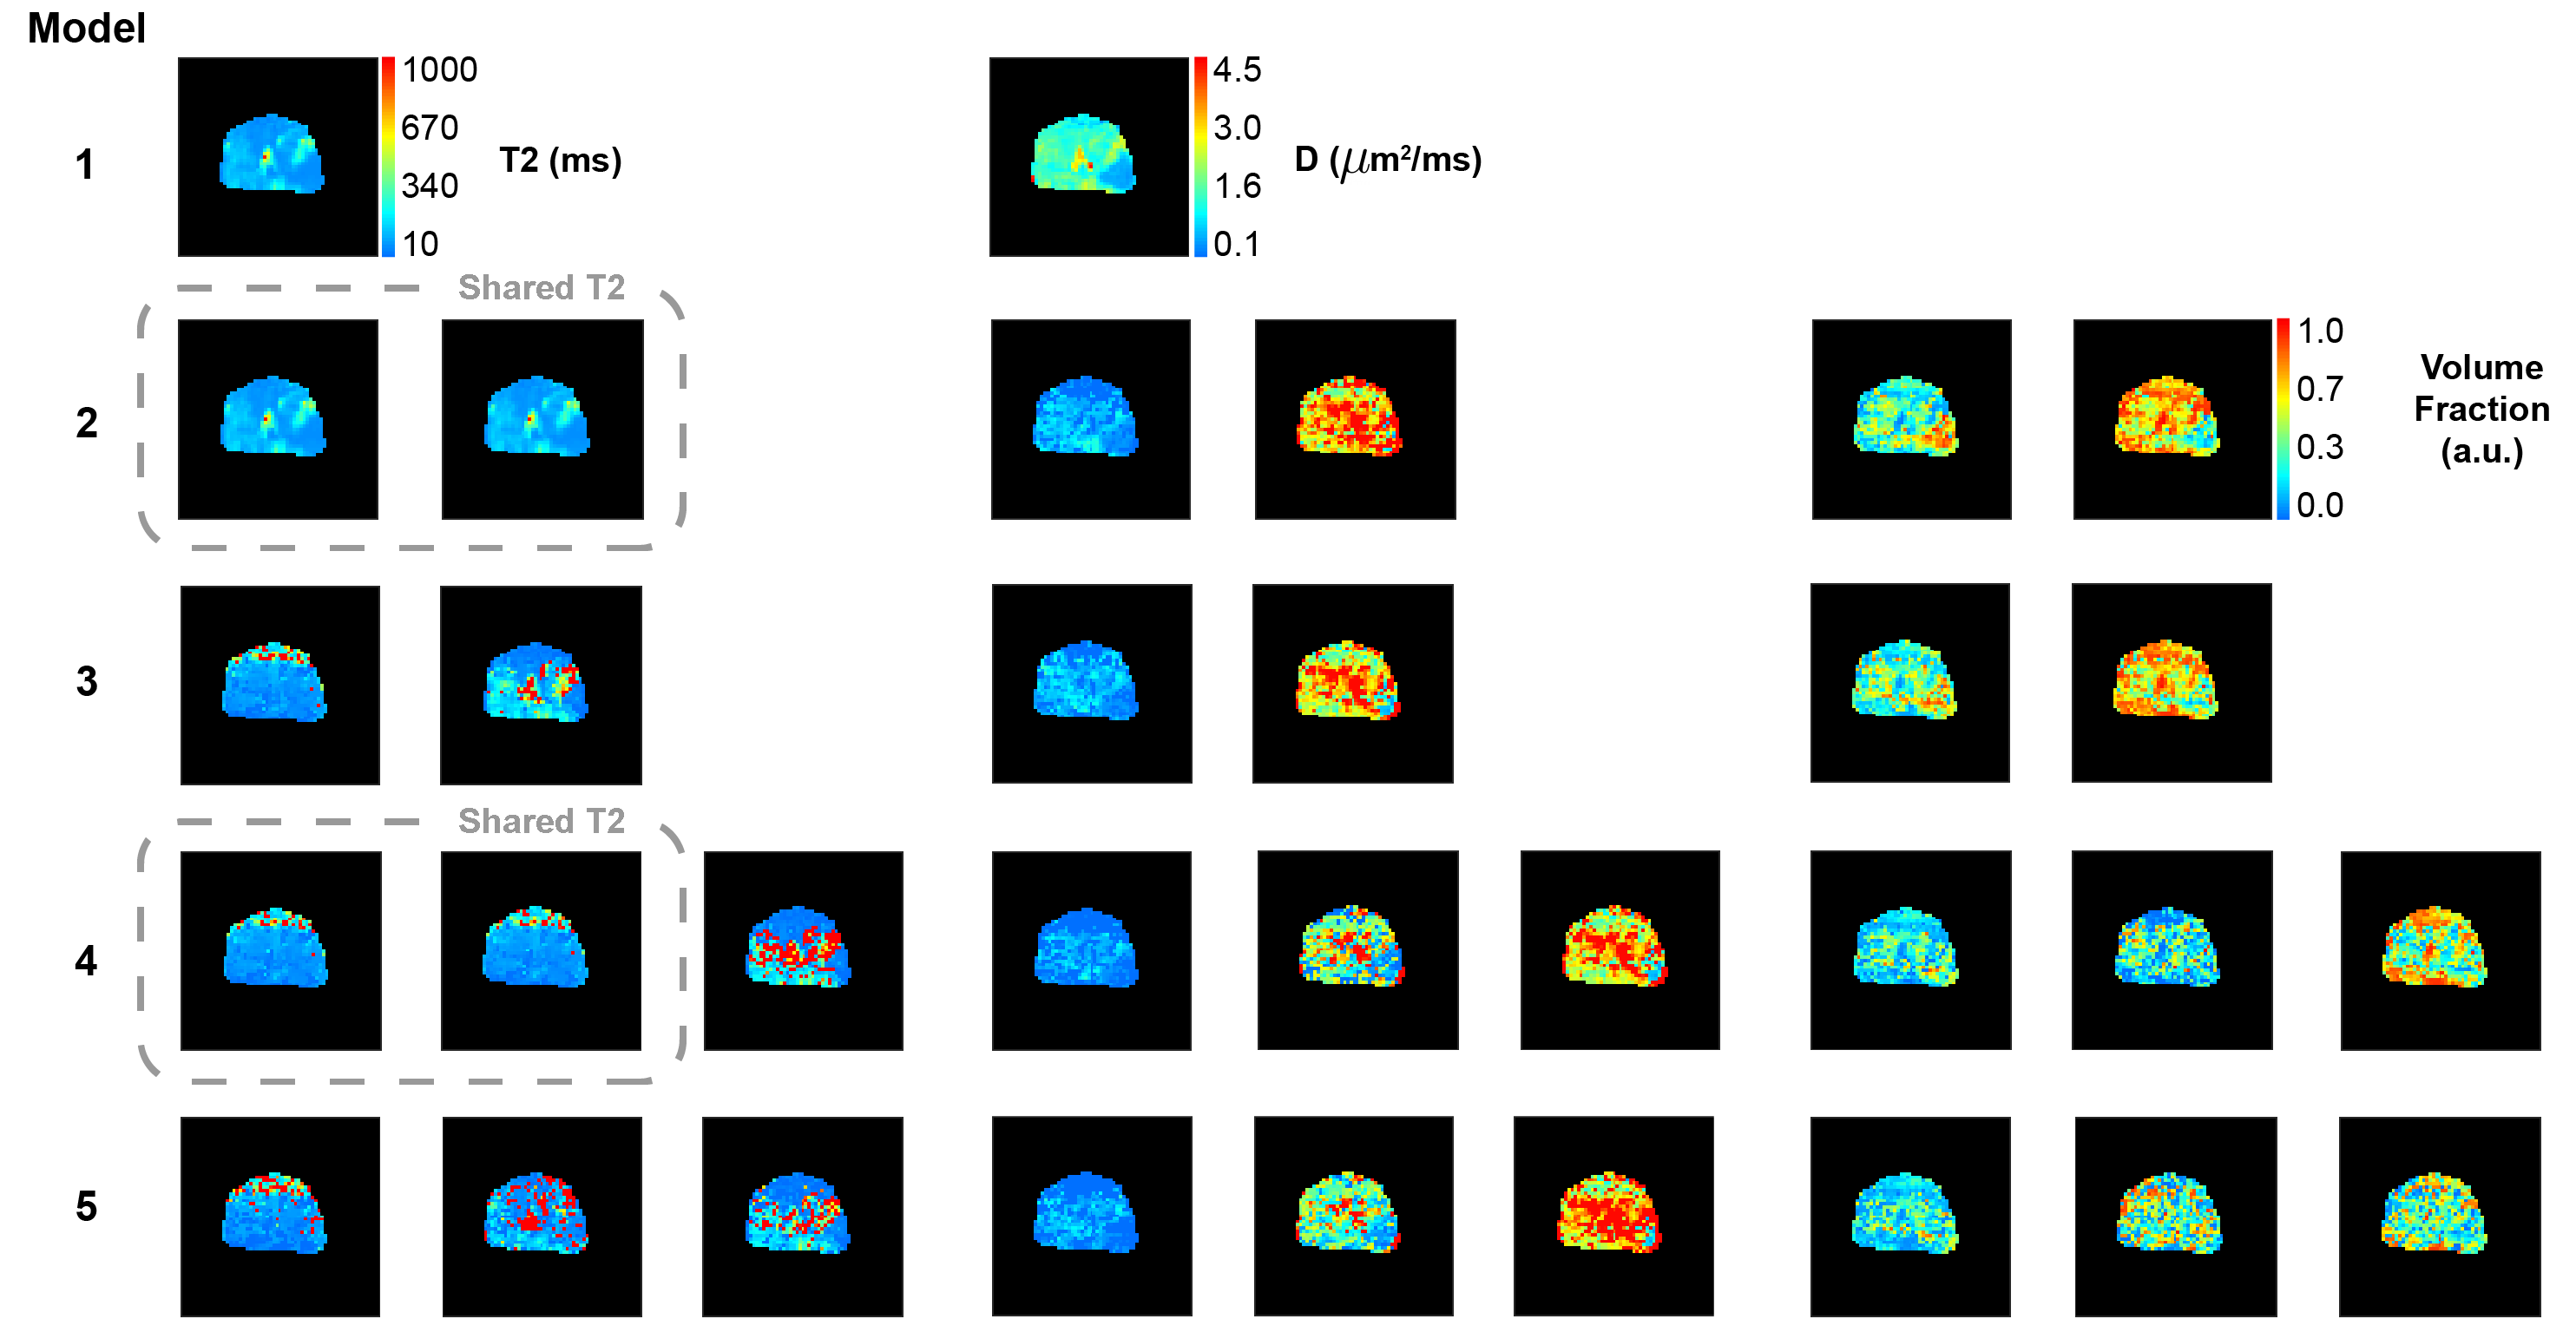 Model
1
1000
670
340
10
T2 (ms)
4.5
3.0
1.6
0.1
D (μm²/ms)
Shared T2
2
1.0
0.7
0.3
0.0
Volume
Fraction
(a.u.)
3
Shared T2
4
5